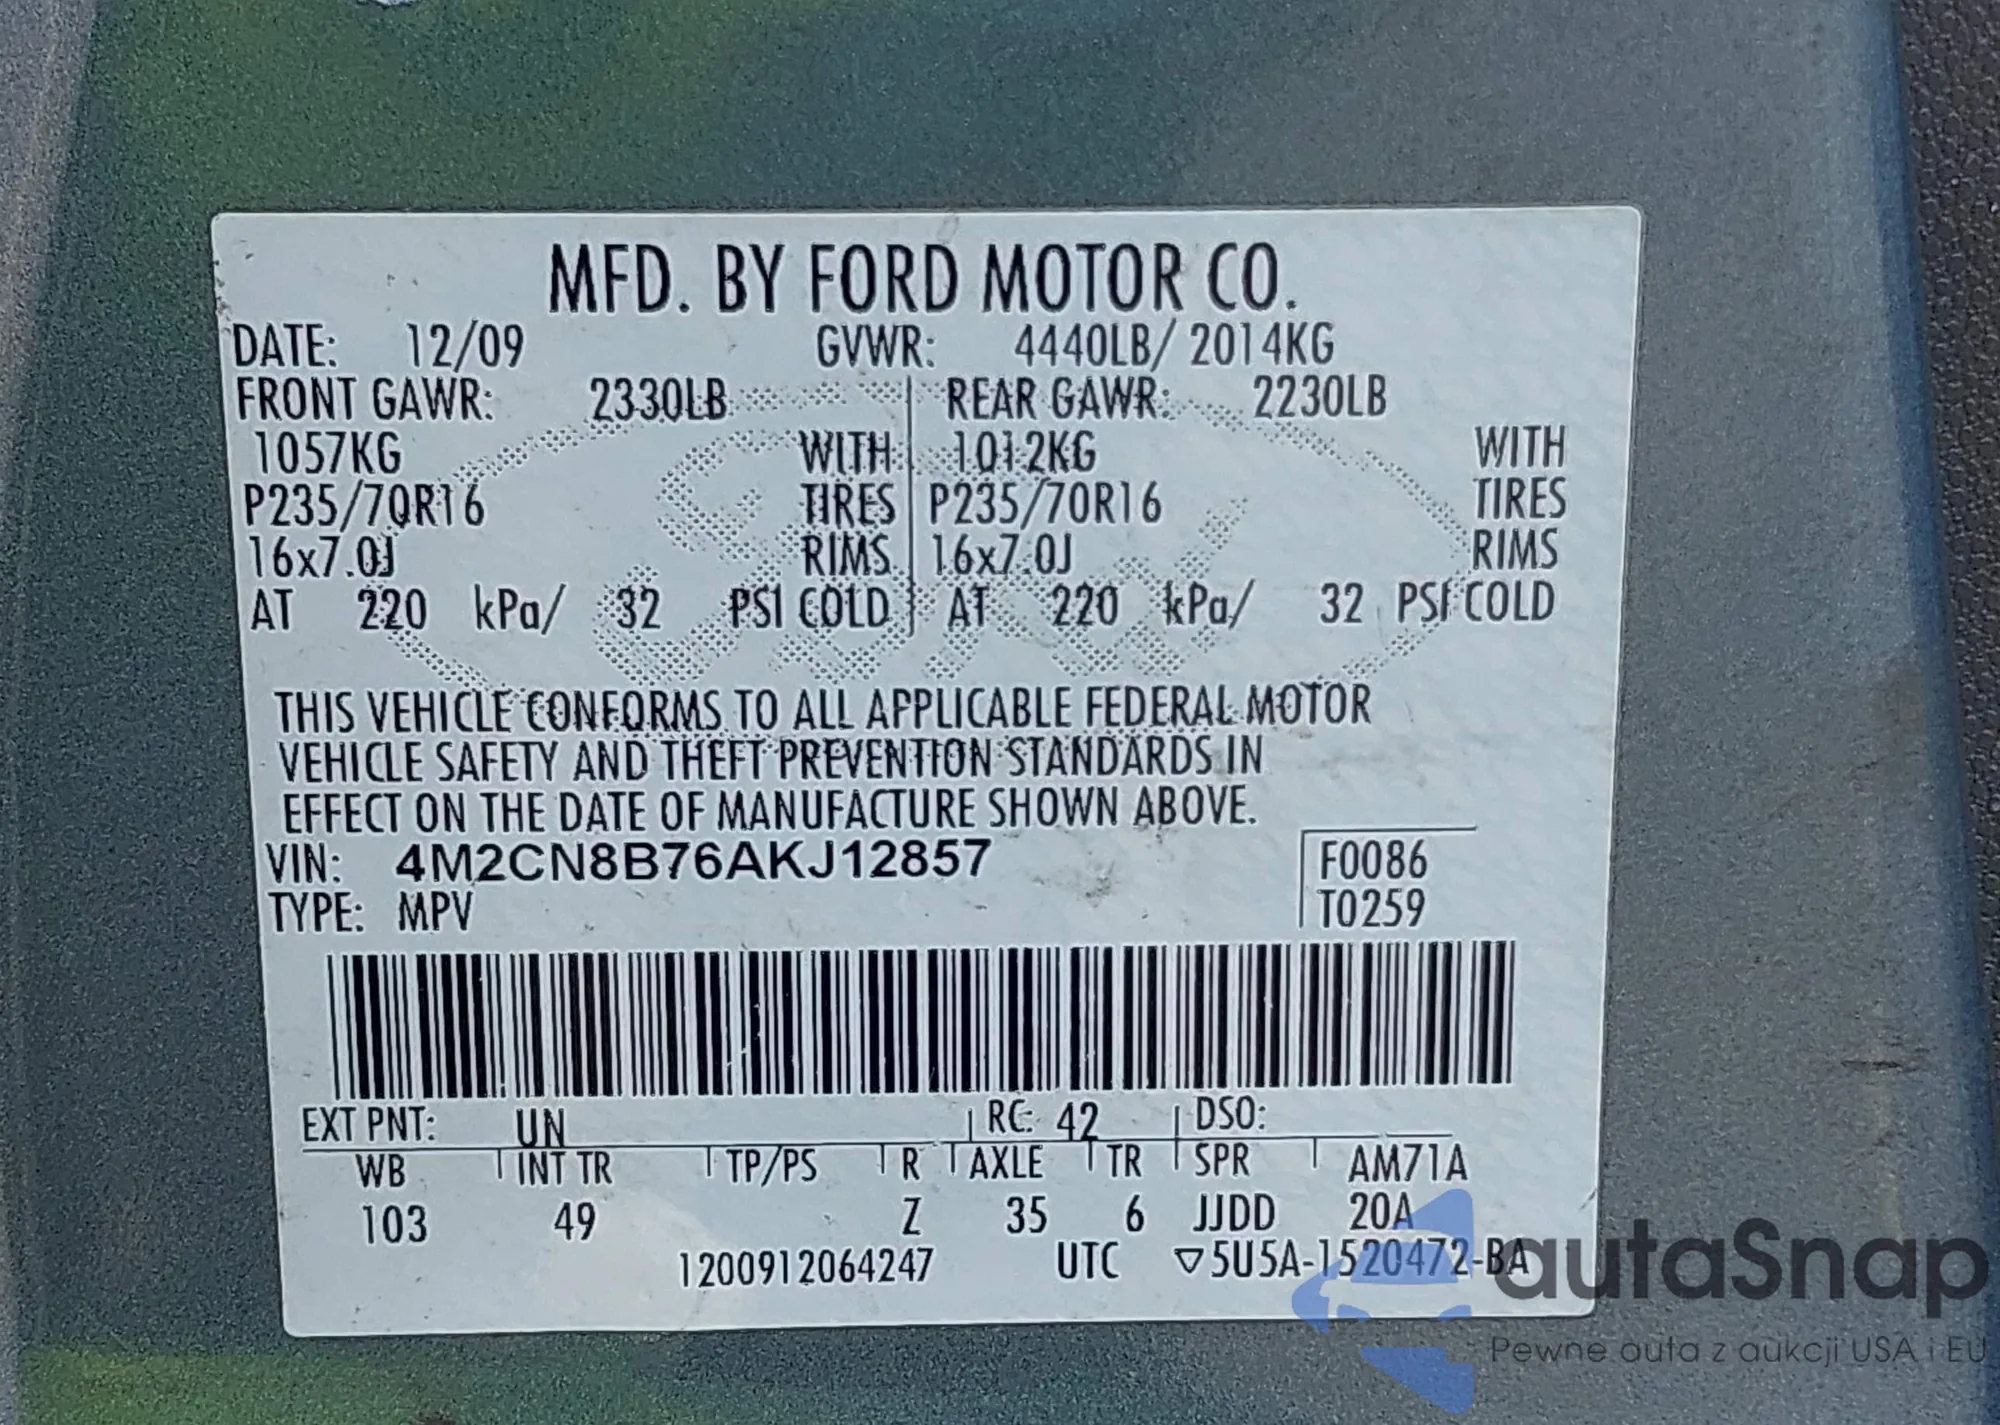 MFD. BY FORD MOTOR CO.
DATE: 12/09 GVWR: 4440LB/ 2014KG
FRONT GAWR: 2330LB REAR GAWR: 2230LB
1057KG WITH 1012KG WITH
P235/70R16 TIRES P235/70R16 TIRES
16x7.0J RIMS 16x7.0J RIMS
AT 220 kPa/ 32 PSI COLD AT 220 kPa/ 32 PSI COLD
THIS VEHICLE CONFORMS TO ALL APPLICABLE FEDERAL MOTOR
VEHICLE SAFETY AND THEFT PREVENTION STANDARDS IN
EFFECT ON THE DATE OF MANUFACTURE SHOWN ABOVE.
VIN: 4M2CN8B76AKJ12857 F0086
TYPE: MPV T0259
EXT PNT: UN RC: 42 DSO:
WB INT TR TP/PS R AXLE TR SPR AM71A
103 49 Z 35 6 JJDD 20A
1200912064247 UTC ▽5U5A-1520472-BA
autaSnap
Pewne auta z aukcji USA i EU